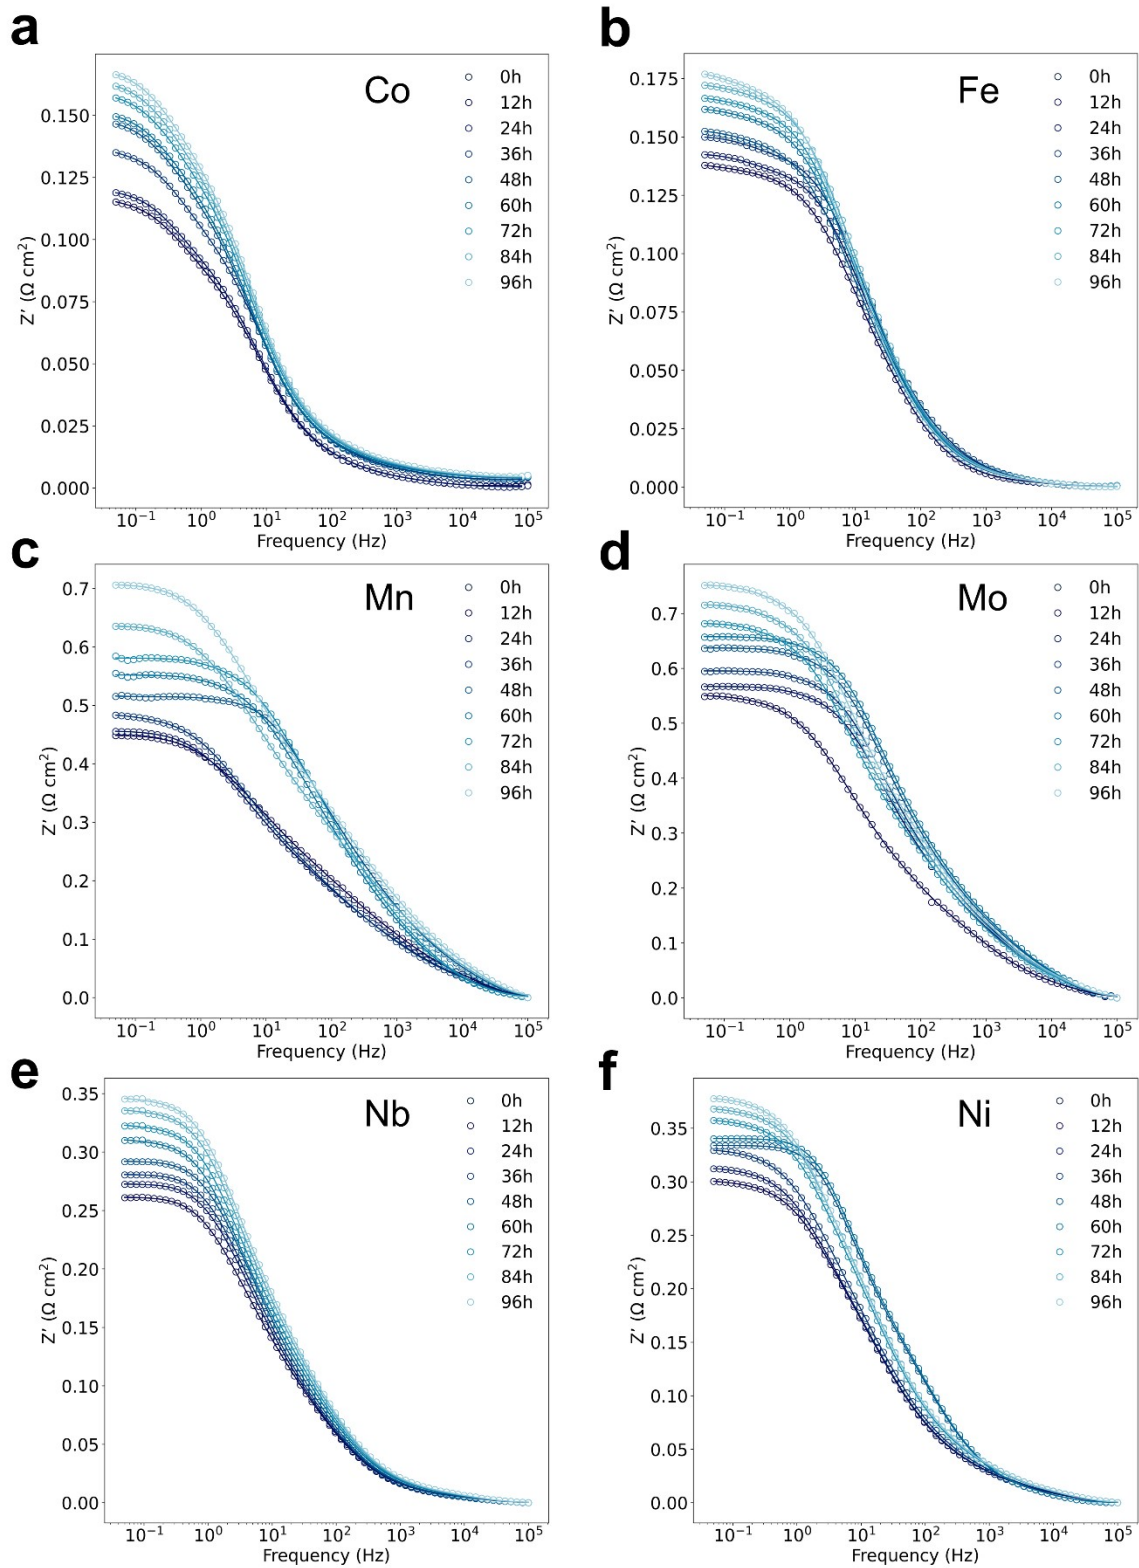 a
Co
0h
12h
24h
36h
48h
60h
72h
84h
96h
0.150
0.125
0.100
0.075
0.050
0.025
0.000
Z' (Ω cm²)
10⁻¹ 10⁰ 10¹ 10² 10³ 10⁴ 10⁵
Frequency (Hz)
b
Fe
0h
12h
24h
36h
48h
60h
72h
84h
96h
0.175
0.150
0.125
0.100
0.075
0.050
0.025
0.000
Z' (Ω cm²)
10⁻¹ 10⁰ 10¹ 10² 10³ 10⁴ 10⁵
Frequency (Hz)
c
Mn
0h
12h
24h
36h
48h
60h
72h
84h
96h
0.7
0.6
0.5
0.4
0.3
0.2
0.1
0.0
Z' (Ω cm²)
10⁻¹ 10⁰ 10¹ 10² 10³ 10⁴ 10⁵
Frequency (Hz)
d
Mo
0h
12h
24h
36h
48h
60h
72h
84h
96h
0.7
0.6
0.5
0.4
0.3
0.2
0.1
0.0
Z' (Ω cm²)
10⁻¹ 10⁰ 10¹ 10² 10³ 10⁴ 10⁵
Frequency (Hz)
e
Nb
0h
12h
24h
36h
48h
60h
72h
84h
96h
0.35
0.30
0.25
0.20
0.15
0.10
0.05
0.00
Z' (Ω cm²)
10⁻¹ 10⁰ 10¹ 10² 10³ 10⁴ 10⁵
Frequency (Hz)
f
Ni
0h
12h
24h
36h
48h
60h
72h
84h
96h
0.35
0.30
0.25
0.20
0.15
0.10
0.05
0.00
Z' (Ω cm²)
10⁻¹ 10⁰ 10¹ 10² 10³ 10⁴ 10⁵
Frequency (Hz)